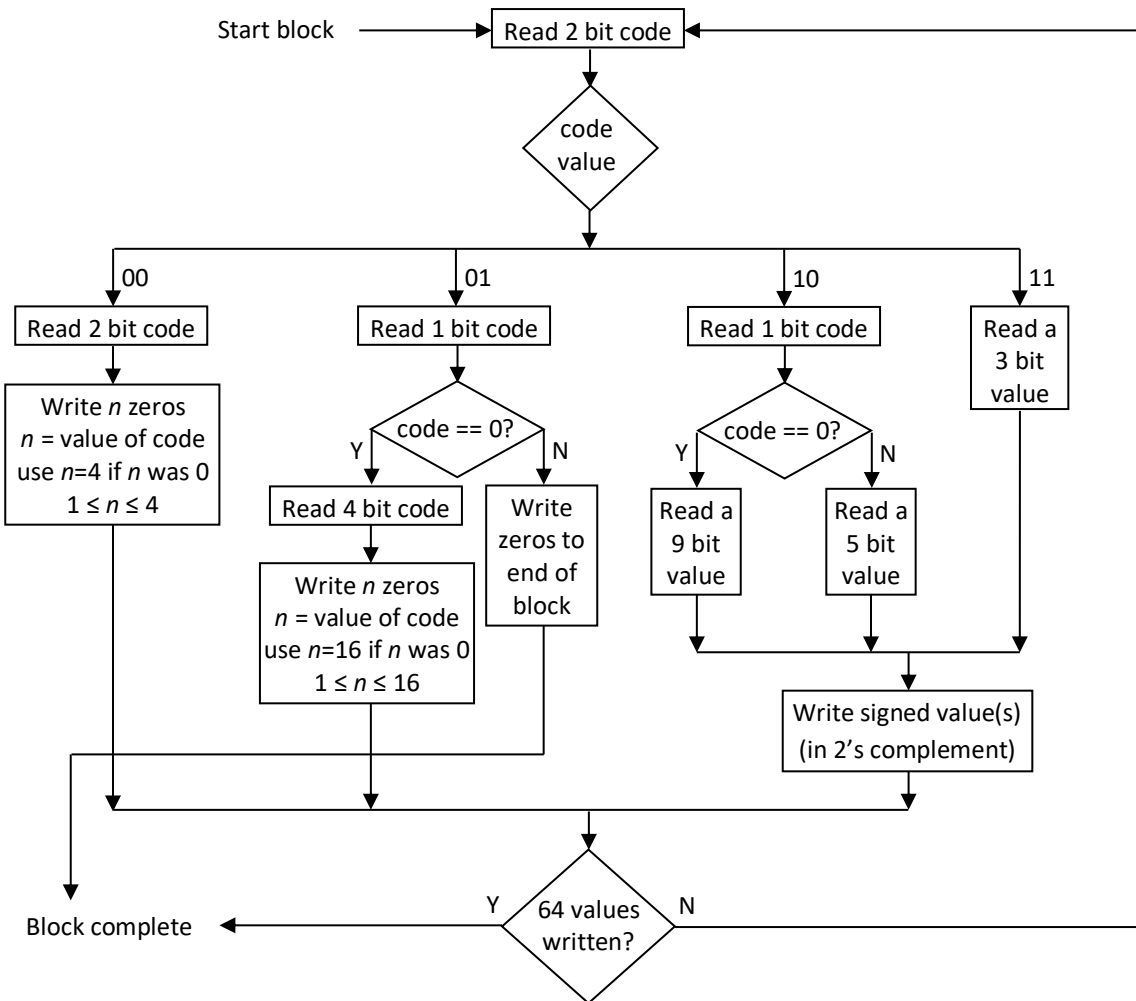 Start block
Read 2 bit code
code
value
00
01
10
11
Read 2 bit code
Write n zeros
n = value of code
use n=4 if n was 0
1 ≤ n ≤ 4
Read 1 bit code
code == 0?
Y
N
Read 4 bit code
Write n zeros
n = value of code
use n=16 if n was 0
1 ≤ n ≤ 16
Write
zeros to
end of
block
Read 1 bit code
code == 0?
Y
N
Read a
9 bit
value
Read a
5 bit
value
Read a
3 bit
value
Write signed value(s)
(in 2’s complement)
64 values
written?
Y
N
Block complete